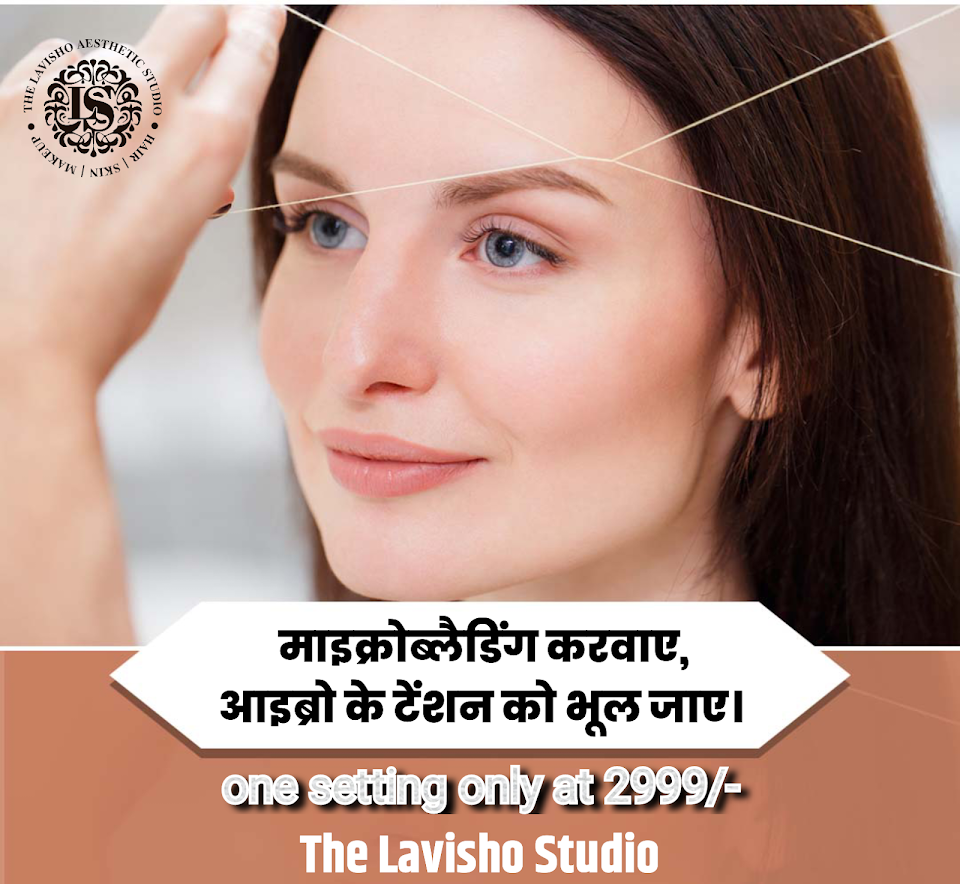 THE LAVISHO AESTHETIC STUDIO
LS
HAIR | SKIN | MAKEUP
माइक्रोब्लैडिंग करवाए,
आइब्रो के टेंशन को भूल जाए।
one setting only at 2999/-
The Lavisho Studio